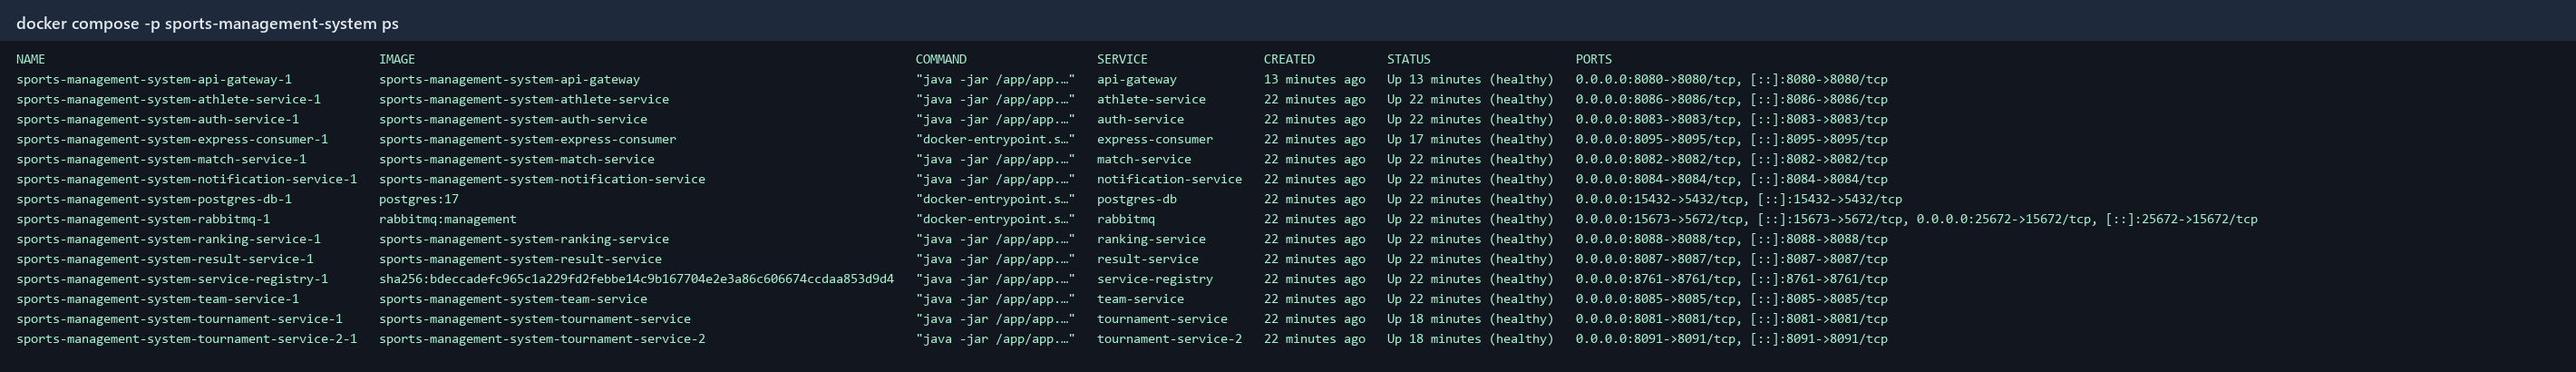 docker compose -p sports-management-system ps
NAME IMAGE COMMAND SERVICE CREATED STATUS PORTS
sports-management-system-api-gateway-1 sports-management-system-api-gateway "java -jar /app/app.…" api-gateway 13 minutes ago Up 13 minutes (healthy) 0.0.0.0:8080->8080/tcp, [::]:8080->8080/tcp
sports-management-system-athlete-service-1 sports-management-system-athlete-service "java -jar /app/app.…" athlete-service 22 minutes ago Up 22 minutes (healthy) 0.0.0.0:8086->8086/tcp, [::]:8086->8086/tcp
sports-management-system-auth-service-1 sports-management-system-auth-service "java -jar /app/app.…" auth-service 22 minutes ago Up 22 minutes (healthy) 0.0.0.0:8083->8083/tcp, [::]:8083->8083/tcp
sports-management-system-express-consumer-1 sports-management-system-express-consumer "docker-entrypoint.s…" express-consumer 22 minutes ago Up 17 minutes (healthy) 0.0.0.0:8095->8095/tcp, [::]:8095->8095/tcp
sports-management-system-match-service-1 sports-management-system-match-service "java -jar /app/app.…" match-service 22 minutes ago Up 22 minutes (healthy) 0.0.0.0:8082->8082/tcp, [::]:8082->8082/tcp
sports-management-system-notification-service-1 sports-management-system-notification-service "java -jar /app/app.…" notification-service 22 minutes ago Up 22 minutes (healthy) 0.0.0.0:8084->8084/tcp, [::]:8084->8084/tcp
sports-management-system-postgres-db-1 postgres:17 "docker-entrypoint.s…" postgres-db 22 minutes ago Up 22 minutes (healthy) 0.0.0.0:15432->5432/tcp, [::]:15432->5432/tcp
sports-management-system-rabbitmq-1 rabbitmq:management "docker-entrypoint.s…" rabbitmq 22 minutes ago Up 22 minutes (healthy) 0.0.0.0:15673->5672/tcp, [::]:15673->5672/tcp, 0.0.0.0:25672->15672/tcp, [::]:25672->15672/tcp
sports-management-system-ranking-service-1 sports-management-system-ranking-service "java -jar /app/app.…" ranking-service 22 minutes ago Up 22 minutes (healthy) 0.0.0.0:8088->8088/tcp, [::]:8088->8088/tcp
sports-management-system-result-service-1 sports-management-system-result-service "java -jar /app/app.…" result-service 22 minutes ago Up 22 minutes (healthy) 0.0.0.0:8087->8087/tcp, [::]:8087->8087/tcp
sports-management-system-service-registry-1 sha256:bdeccadefc965c1a229fd2febbe14c9b167704e2e3a86c606674ccdaa853d9d4 "java -jar /app/app.…" service-registry 22 minutes ago Up 22 minutes (healthy) 0.0.0.0:8761->8761/tcp, [::]:8761->8761/tcp
sports-management-system-team-service-1 sports-management-system-team-service "java -jar /app/app.…" team-service 22 minutes ago Up 22 minutes (healthy) 0.0.0.0:8085->8085/tcp, [::]:8085->8085/tcp
sports-management-system-tournament-service-1 sports-management-system-tournament-service "java -jar /app/app.…" tournament-service 22 minutes ago Up 18 minutes (healthy) 0.0.0.0:8081->8081/tcp, [::]:8081->8081/tcp
sports-management-system-tournament-service-2-1 sports-management-system-tournament-service-2 "java -jar /app/app.…" tournament-service-2 22 minutes ago Up 18 minutes (healthy) 0.0.0.0:8091->8091/tcp, [::]:8091->8091/tcp